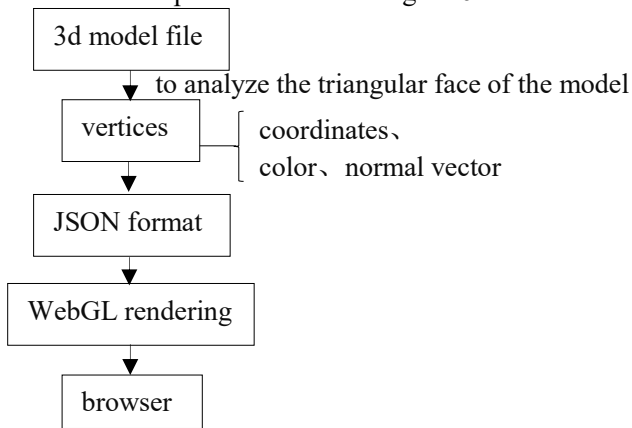 3d model file
to analyze the triangular face of the model
vertices
coordinates、
color、normal vector
JSON format
WebGL rendering
browser